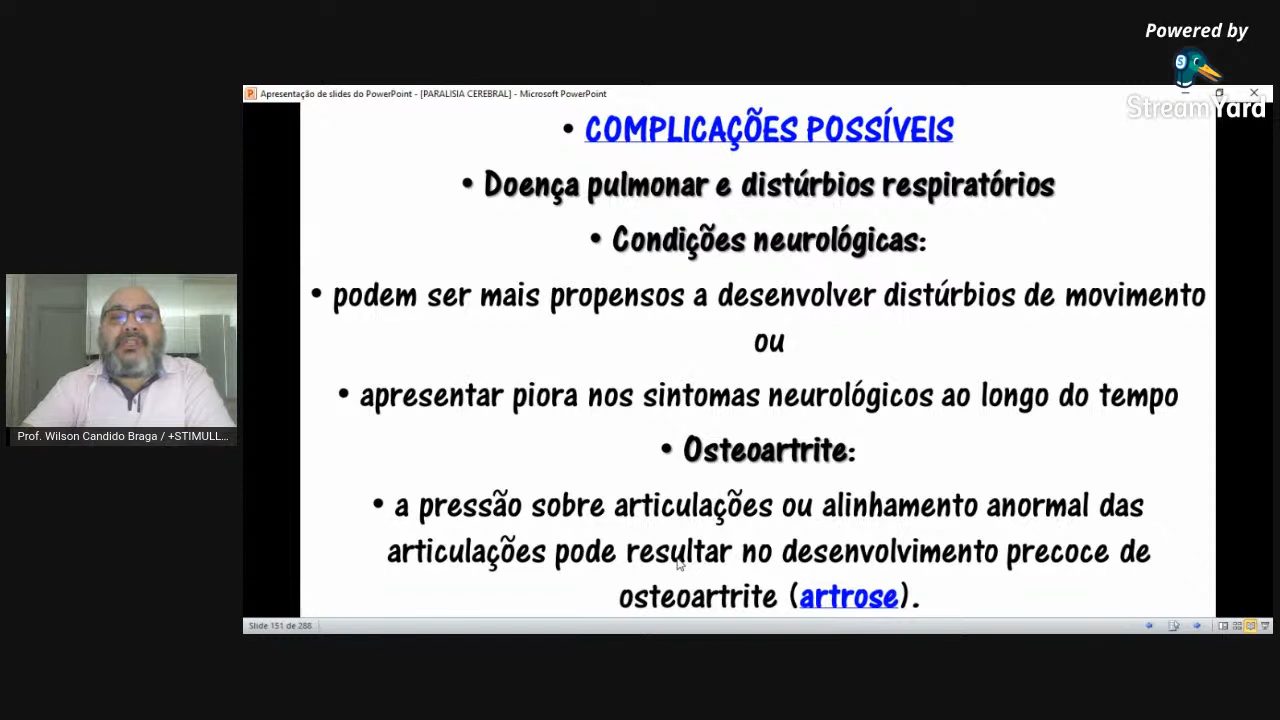 Powered by
StreamYard
Apresentação de slides do PowerPoint - [PARALISIA CEREBRAL] - Microsoft PowerPoint
• COMPLICAÇÕES POSSÍVEIS
• Doença pulmonar e distúrbios respiratórios
• Condições neurológicas:
• podem ser mais propensos a desenvolver distúrbios de movimento
ou
• apresentar piora nos sintomas neurológicos ao longo do tempo
• Osteoartrite:
• a pressão sobre articulações ou alinhamento anormal das
articulações pode resultar no desenvolvimento precoce de
osteoartrite (artrose).
Prof. Wilson Candido Braga / +STIMULL...
Slide 151 de 288